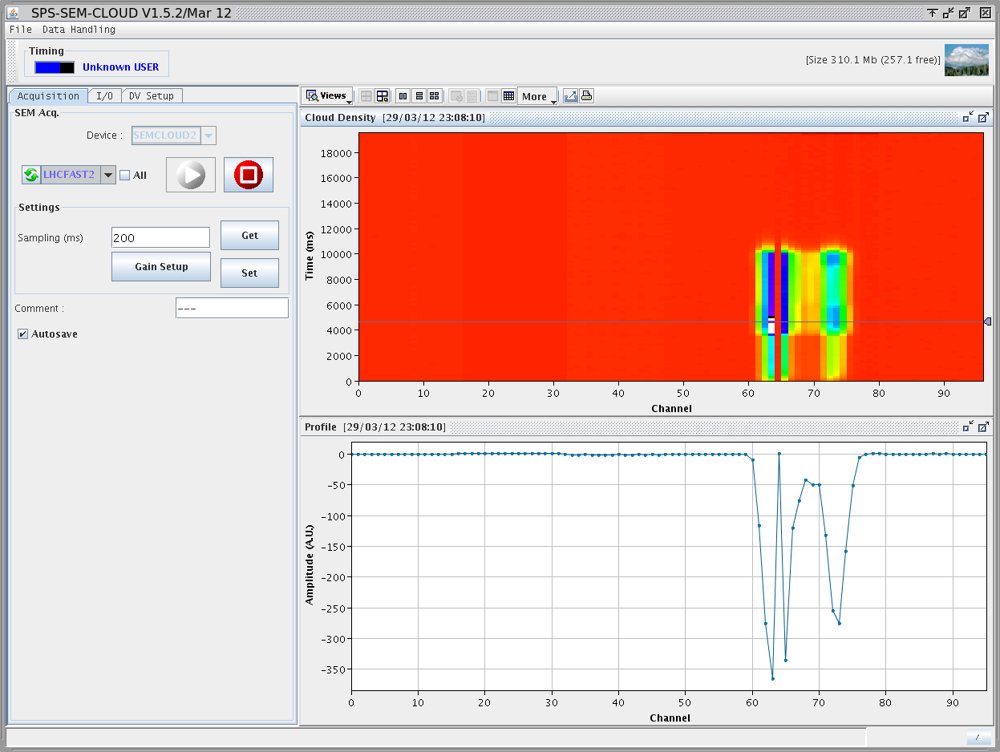 SPS-SEM-CLOUD V1.5.2/Mar 12
File Data Handling
Timing
Unknown USER
[Size 310.1 Mb (257.1 free)]
Acquisition I/O DV Setup
SEM Acq.
Device : SEMCLOUD2
LHCFAST2 All
Settings
Sampling (ms) 200 Get
Gain Setup Set
Comment : ---
Autosave
Views More
Cloud Density [29/03/12 23:08:10]
Time (ms)
18000
16000
14000
12000
10000
8000
6000
4000
2000
0
0 10 20 30 40 50 60 70 80 90
Channel
Profile [29/03/12 23:08:10]
Amplitude (A.U.)
0
-50
-100
-150
-200
-250
-300
-350
0 10 20 30 40 50 60 70 80 90
Channel